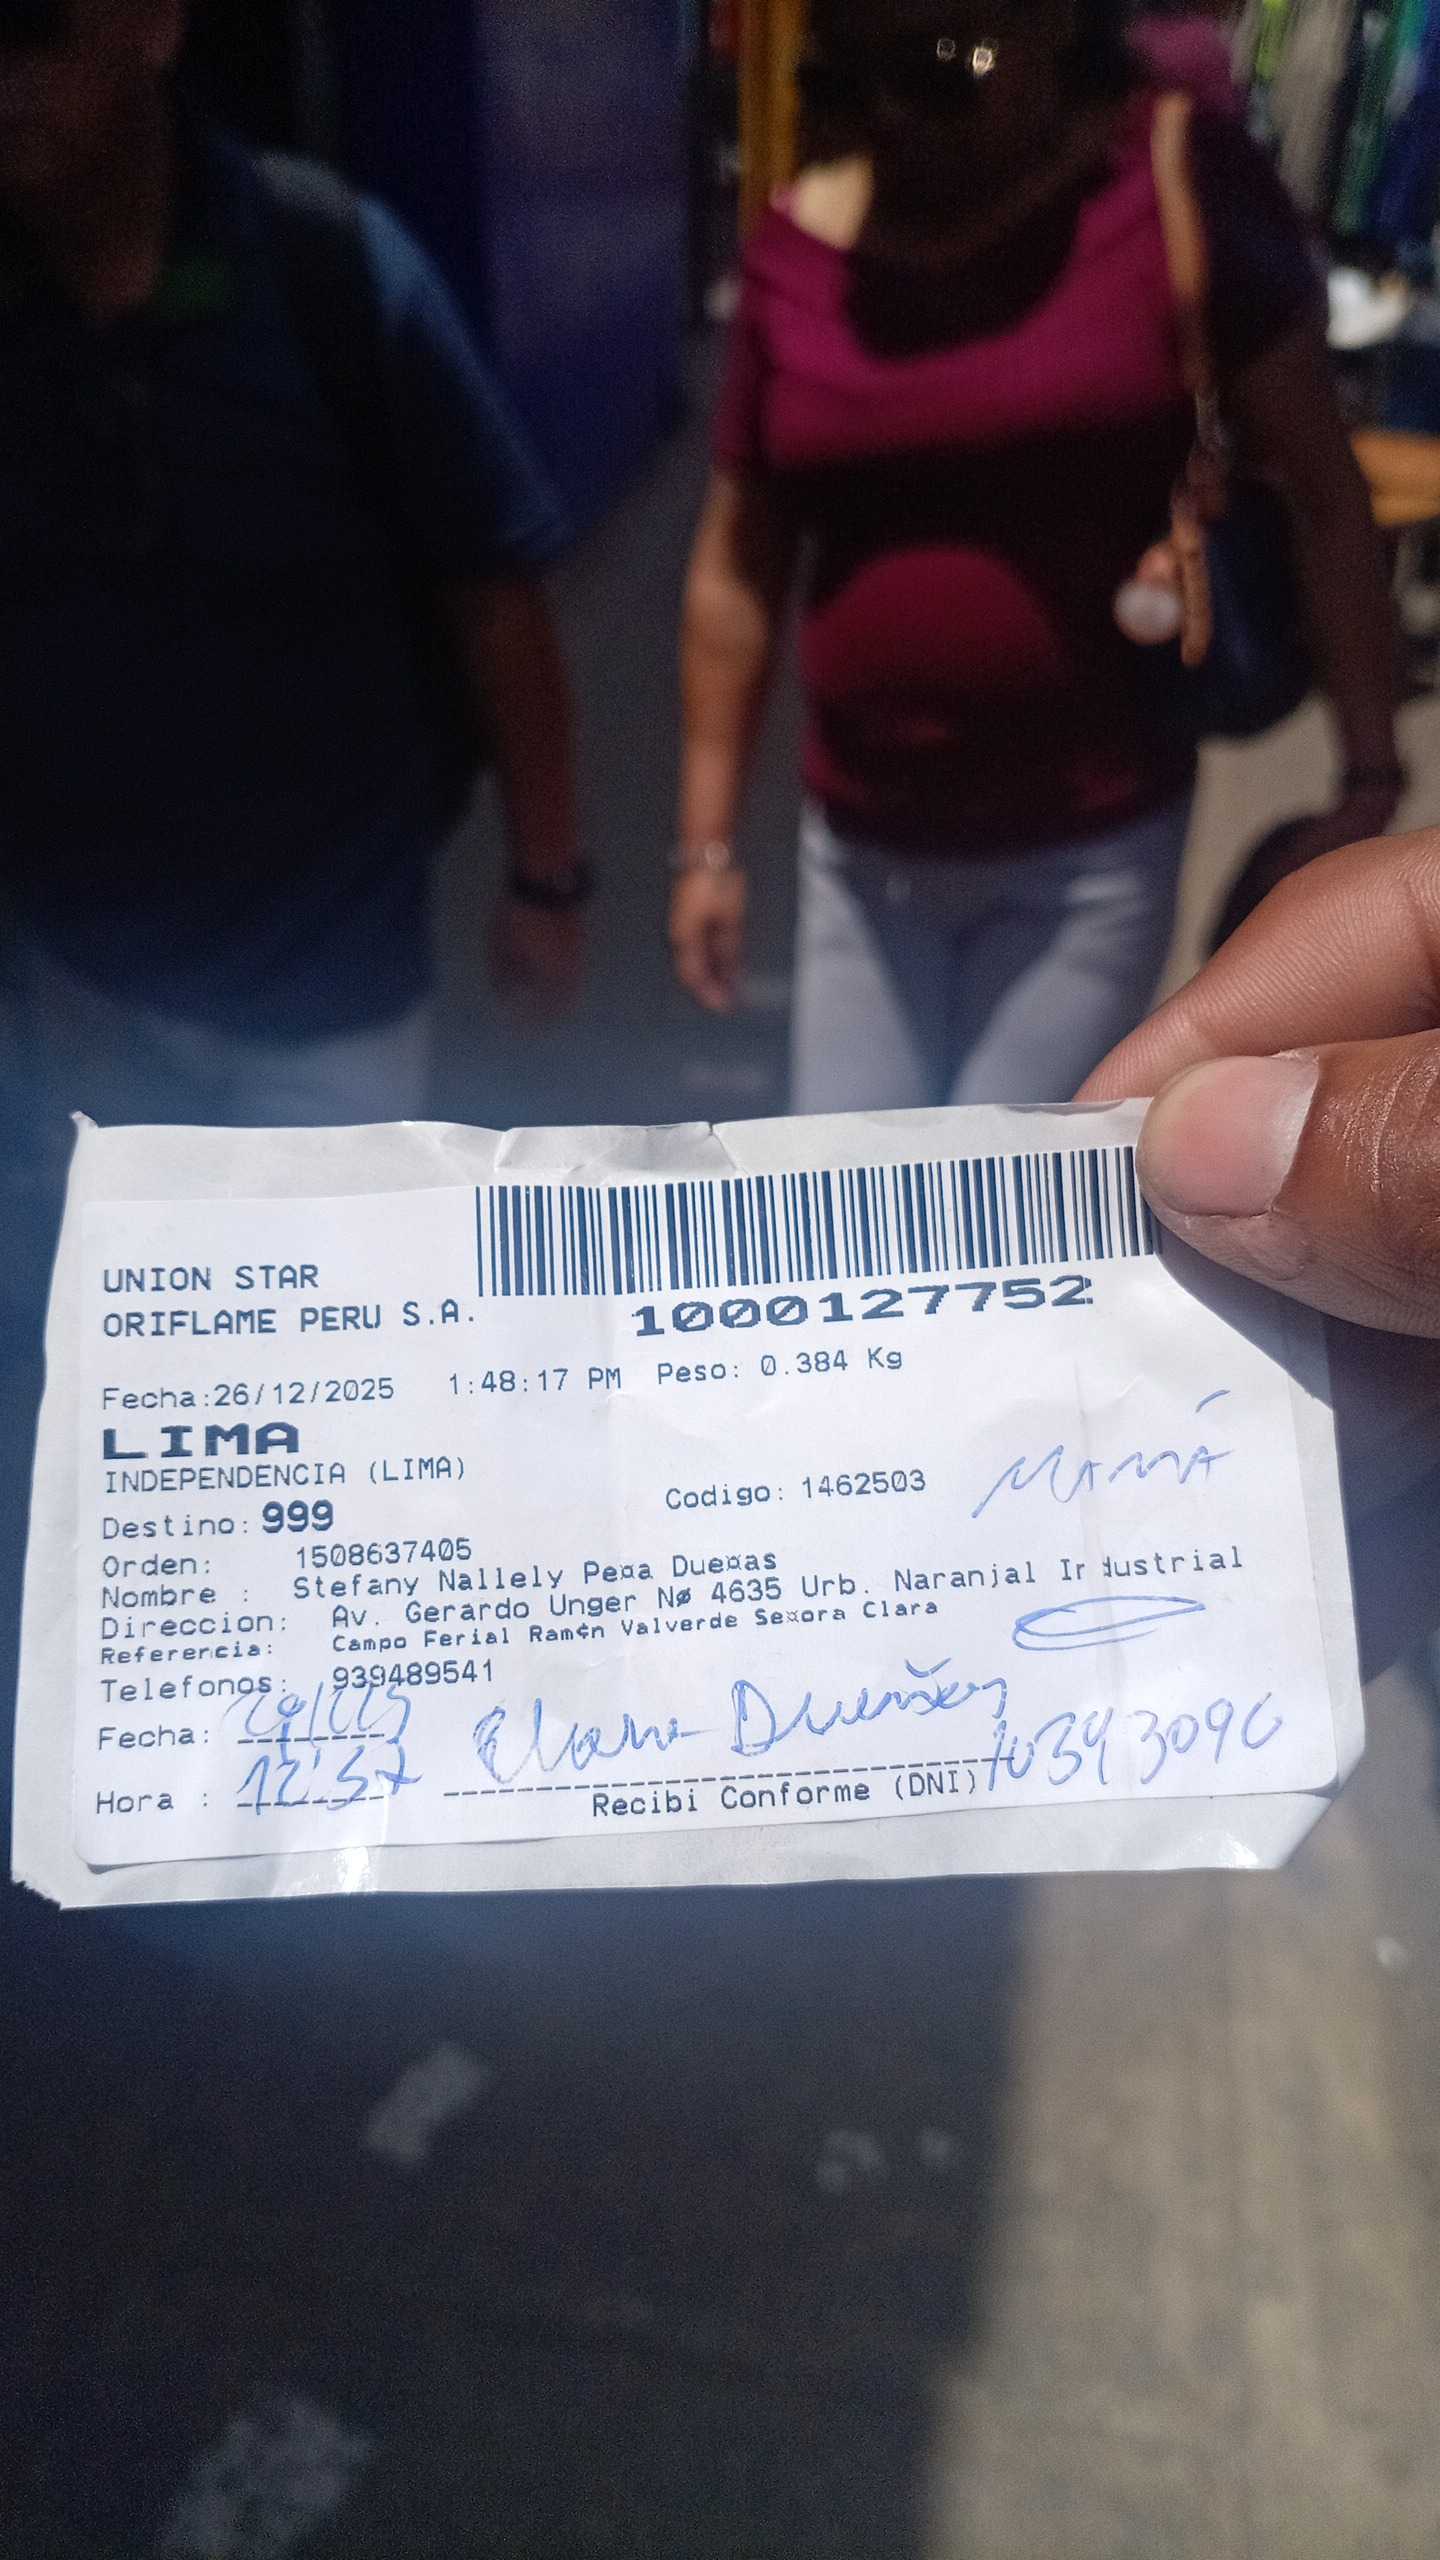 UNION STAR
ORIFLAME PERU S.A.
1000127752
Fecha:26/12/2025 1:48:17 PM Peso: 0.384 Kg
LIMA
INDEPENDENCIA (LIMA)
Destino: 999 Codigo: 1462503 MAMÁ
Orden: 1508637405
Nombre : Stefany Nallely Pe¤a Due¤as
Direccion: Av. Gerardo Unger Nø 4635 Urb. Naranjal Industrial
Referencia: Campo Ferial Ram¢n Valverde Se¤ora Clara
Telefonos: 939489541
Fecha:
Dueñas
Hora : 12:57
Recibi Conforme (DNI)